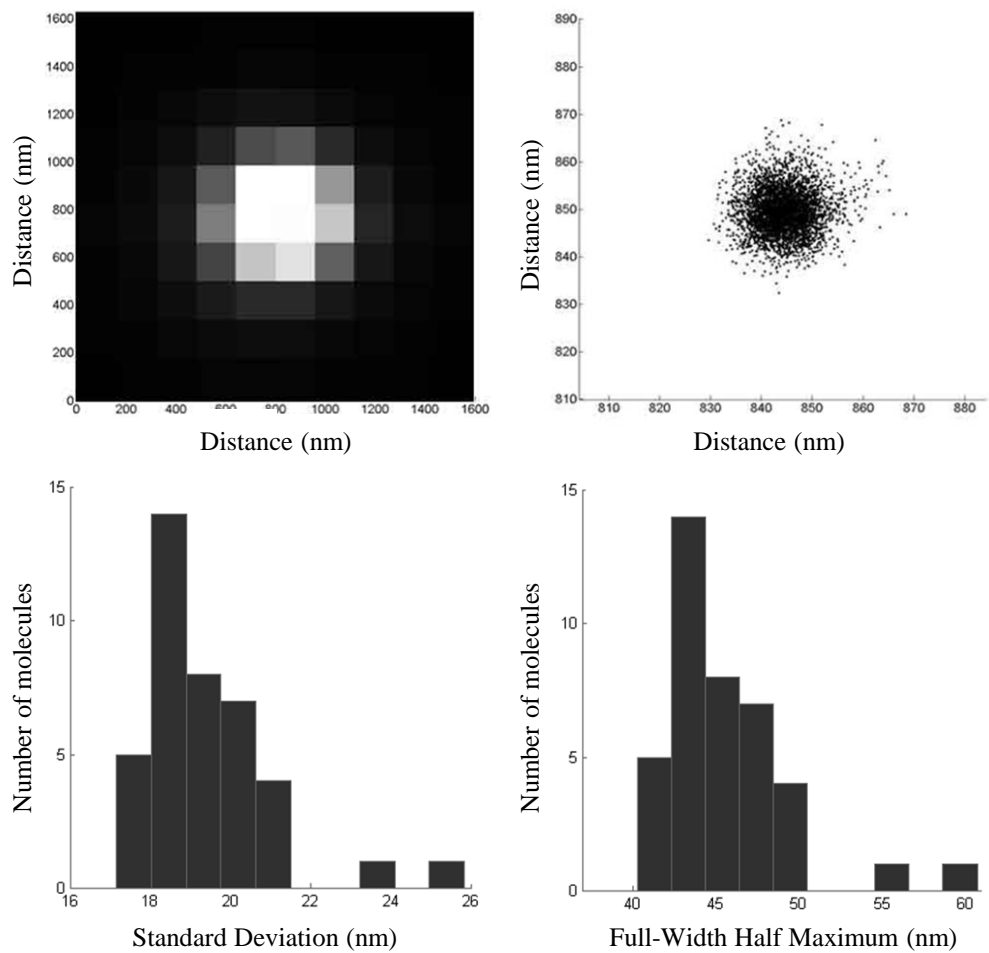 1600
1400
1200
1000
800
600
400
200
0
Distance (nm)
0 200 400 600 800 1000 1200 1400 1600
Distance (nm)
890
880
870
860
850
840
830
820
810
Distance (nm)
810 820 830 840 850 860 870 880
Distance (nm)
15
10
5
0
Number of molecules
16 18 20 22 24 26
Standard Deviation (nm)
15
10
5
0
Number of molecules
40 45 50 55 60
Full-Width Half Maximum (nm)